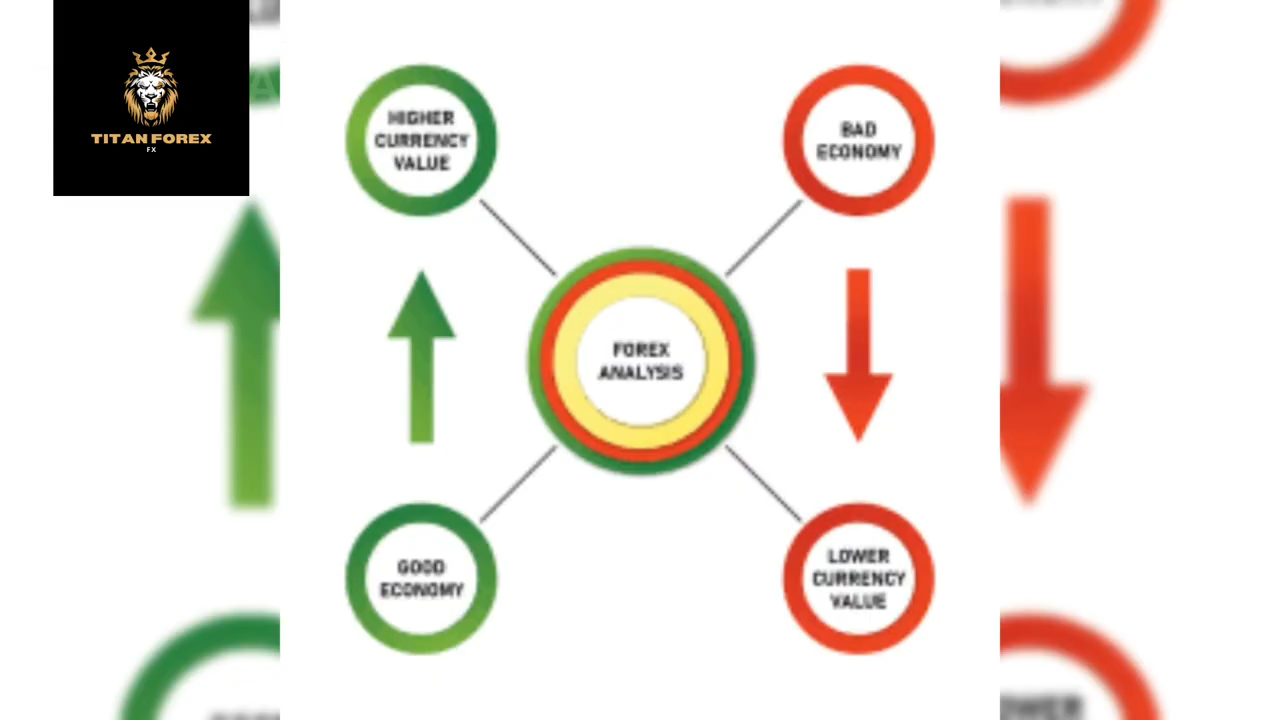 TITAN FOREX
FX
HIGHER
CURRENCY
VALUE
BAD
ECONOMY
FOREX
ANALYSIS
GOOD
ECONOMY
LOWER
CURRENCY
VALUE